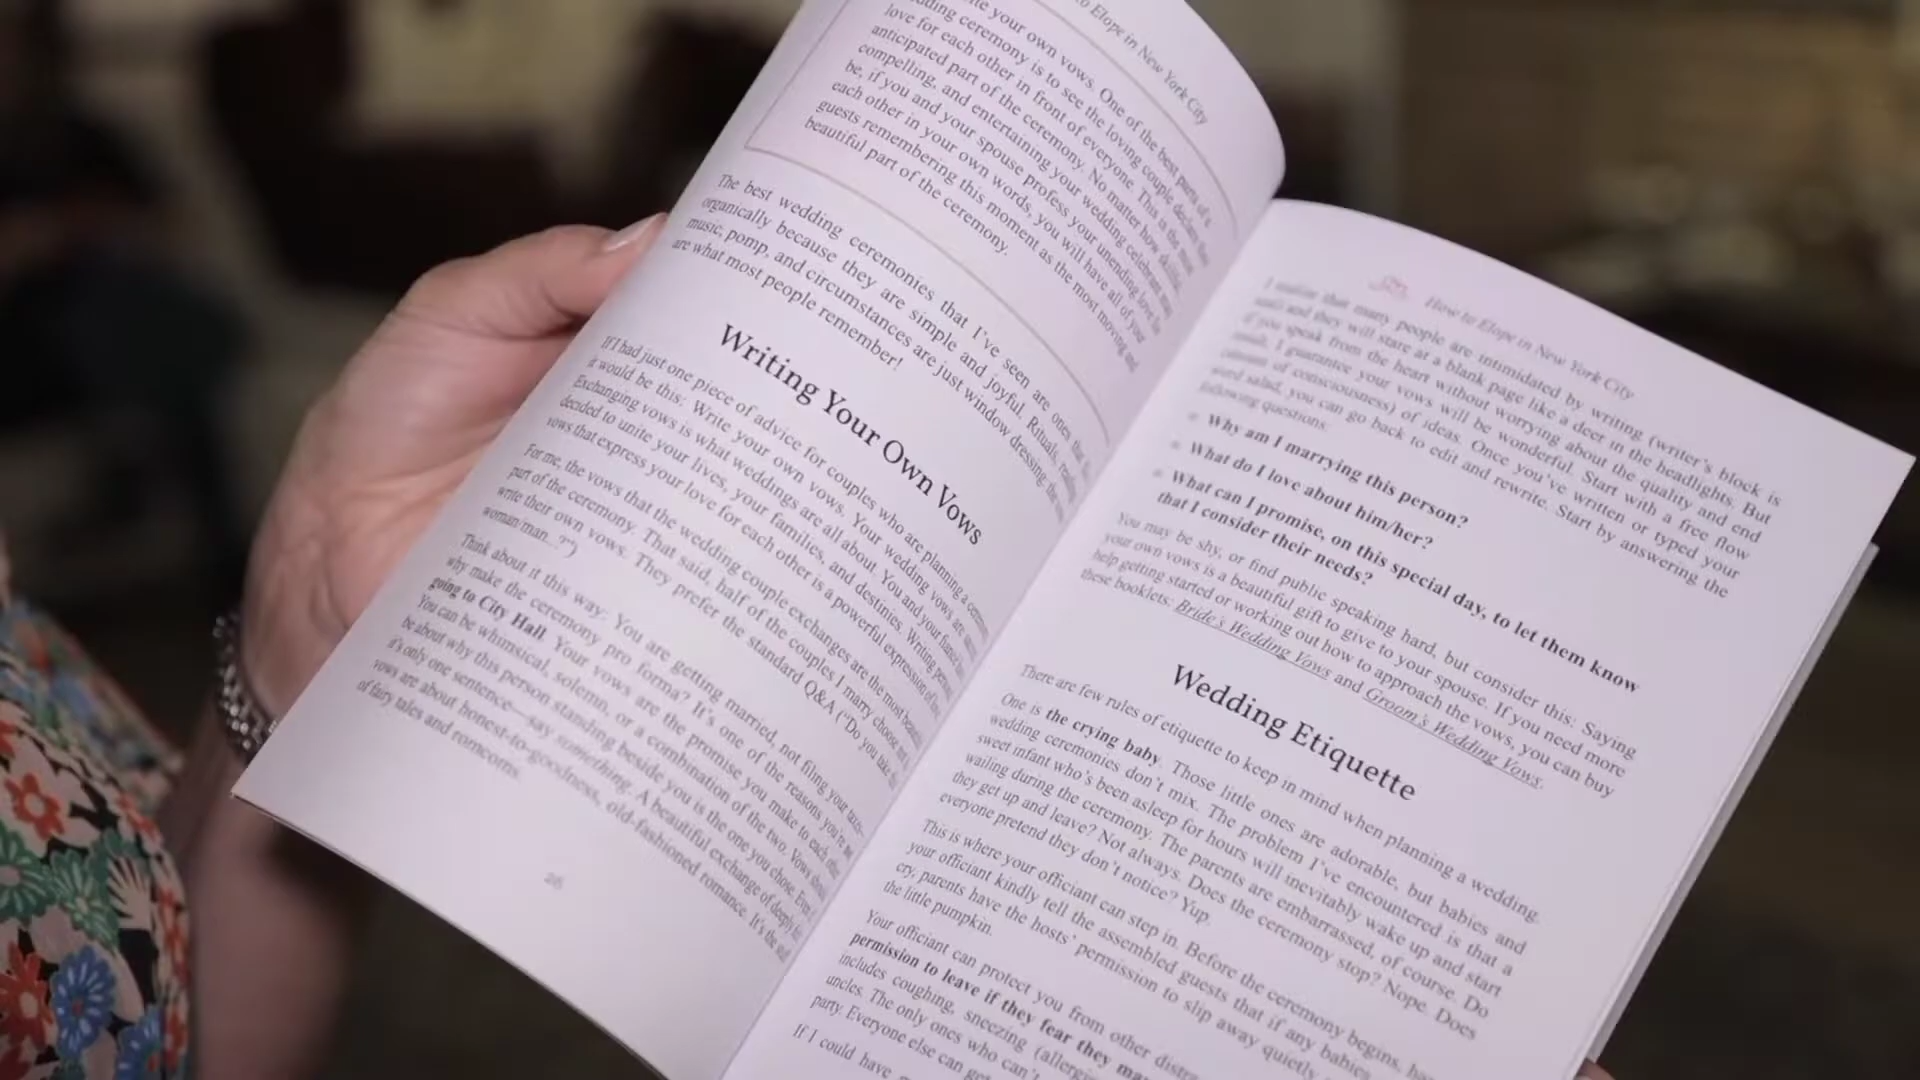 to Elope in New York City
write your own vows. One of the best parts of a
wedding ceremony is to see the loving couple declare their
love for each other in front of everyone. This is the most
anticipated part of the ceremony. No matter how skilled,
compelling, and entertaining your wedding celebrant may
be, if you and your spouse profess your unending love to
each other in your own words, you will have all of your
guests remembering this moment as the most moving and
beautiful part of the ceremony.
The best wedding ceremonies that I've seen are ones that
organically because they are simple and joyful. Rituals, readings,
music, pomp, and circumstances are just window dressing; the
are what most people remember!
Writing Your Own Vows
If I had just one piece of advice for couples who are planning a
it would be this: Write your own vows. Your wedding vows are
Exchanging vows is what weddings are all about. You and your fiancé
decided to unite your lives, your families, and destinies. Writing
vows that express your love for each other is a powerful expression of
For me, the vows that the wedding couple exchanges are the most beautiful
part of the ceremony. That said, half of the couples I marry choose not
write their own vows. They prefer the standard Q&A ("Do you take
woman/man...?")
Think about it this way: You are getting married, not filing your
why make the ceremony pro forma? It's one of the reasons you're
going to City Hall. Your vows are the promise you make to each other
You can be whimsical, solemn, or a combination of the two. Vows should
be about why this person standing beside you is the one you chose. Even if
it's only one sentence—say something. A beautiful exchange of deeply
vows are about honest-to-goodness, old-fashioned romance. It's the
of fairy tales and romcoms.
26
How to Elope in New York City
I realize that many people are intimidated by writing (writer's block is
real) and they will stare at a blank page like a deer in the headlights. But
if you speak from the heart without worrying about the quality and end
result, I guarantee your vows will be wonderful. Start with a free flow
(stream of consciousness) of ideas. Once you've written or typed your
word salad, you can go back to edit and rewrite. Start by answering the
following questions:
Why am I marrying this person?
What do I love about him/her?
What can I promise, on this special day, to let them know
that I consider their needs?
You may be shy, or find public speaking hard, but consider this: Saying
your own vows is a beautiful gift to give to your spouse. If you need more
help getting started or working out how to approach the vows, you can buy
these booklets: Bride's Wedding Vows and Groom's Wedding Vows.
Wedding Etiquette
There are few rules of etiquette to keep in mind when planning a wedding.
One is the crying baby. Those little ones are adorable, but babies and
wedding ceremonies don't mix. The problem I've encountered is that a
sweet infant who's been asleep for hours will inevitably wake up and start
wailing during the ceremony. The parents are embarrassed, of course. Do
they get up and leave? Not always. Does the ceremony stop? Nope. Does
everyone pretend they don't notice? Yup.
This is where your officiant can step in. Before the ceremony begins, have
your officiant kindly tell the assembled guests that if any babies
cry, parents have the hosts' permission to slip away quietly
the little pumpkin.
Your officiant can protect you from other
permission to leave if they fear they
includes coughing, sneezing
uncles. The only ones who can't
party. Everyone else can get
If I could have